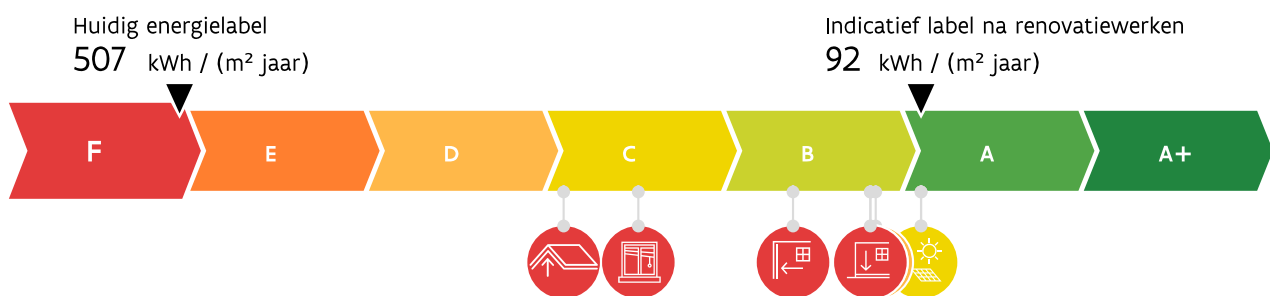 Huidig energielabel
507 kWh / (m² jaar)
Indicatief label na renovatiewerken
92 kWh / (m² jaar)
F E D C B A A+